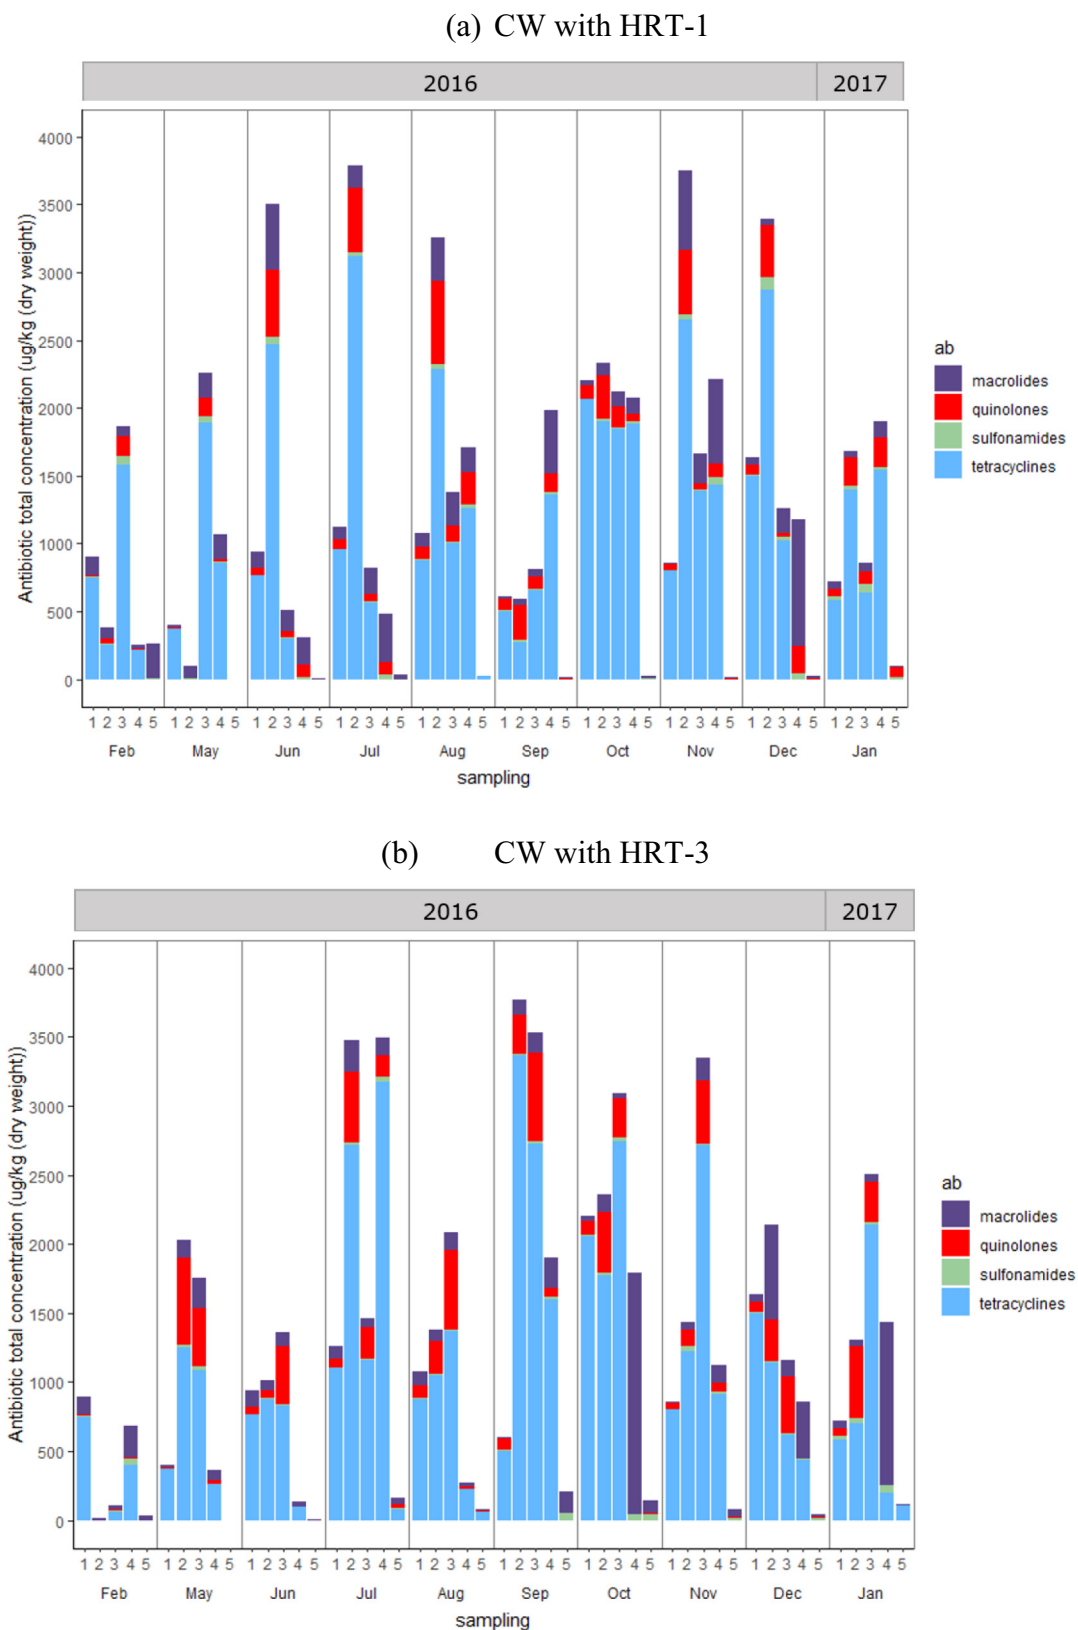 (a) CW with HRT-1
2016 2017
Antibiotic total concentration (ug/kg (dry weight))
4000
3500
3000
2500
2000
1500
1000
500
0
ab
macrolides
quinolones
sulfonamides
tetracyclines
1 2 3 4 5 1 2 3 4 5 1 2 3 4 5 1 2 3 4 5 1 2 3 4 5 1 2 3 4 5 1 2 3 4 5 1 2 3 4 5 1 2 3 4 5 1 2 3 4 5
Feb May Jun Jul Aug Sep Oct Nov Dec Jan
sampling
(b) CW with HRT-3
2016 2017
Antibiotic total concentration (ug/kg (dry weight))
4000
3500
3000
2500
2000
1500
1000
500
0
ab
macrolides
quinolones
sulfonamides
tetracyclines
1 2 3 4 5 1 2 3 4 5 1 2 3 4 5 1 2 3 4 5 1 2 3 4 5 1 2 3 4 5 1 2 3 4 5 1 2 3 4 5 1 2 3 4 5 1 2 3 4 5
Feb May Jun Jul Aug Sep Oct Nov Dec Jan
sampling